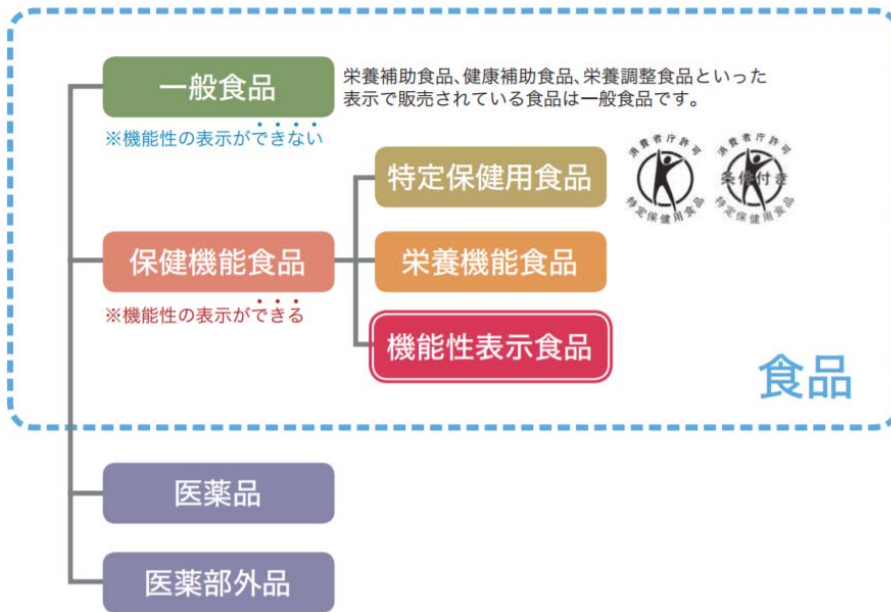 一般食品
栄養補助食品、健康補助食品、栄養調整食品といった
表示で販売されている食品は一般食品です。
※機能性の表示ができない
特定保健用食品
消費者庁許可
特定保健用食品
消費者庁許可
条件付き
特定保健用食品
保健機能食品
※機能性の表示ができる
栄養機能食品
機能性表示食品
食品
医薬品
医薬部外品